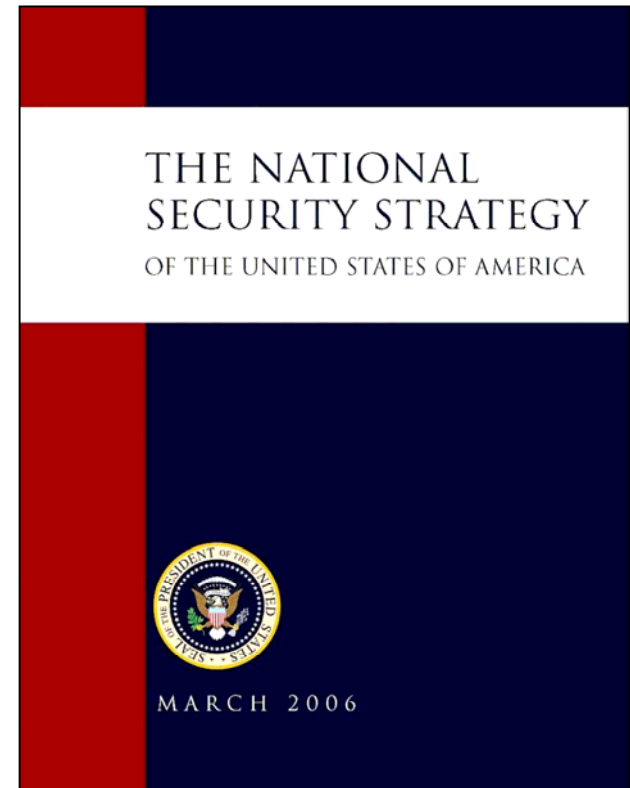 THE NATIONAL
SECURITY STRATEGY
OF THE UNITED STATES OF AMERICA
SEAL OF THE PRESIDENT OF THE UNITED STATES
MARCH 2006